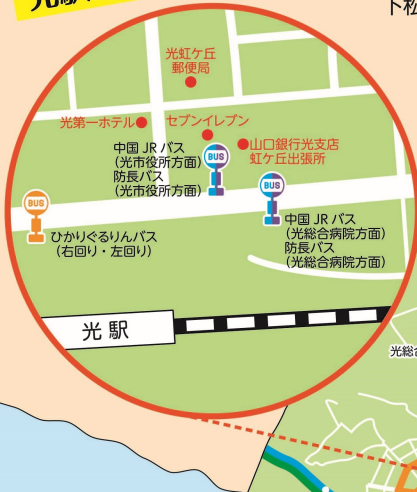 光駅
下松
光虹ケ丘
郵便局
光第一ホテル
セブンイレブン
中国 JR バス
(光市役所方面)
防長バス
(光市役所方面)
BUS
山口銀行光支店
虹ケ丘出張所
BUS
BUS
中国 JR バス
(光総合病院方面)
防長バス
(光総合病院方面)
ひかりぐるりんバス
(右回り・左回り)
光 駅
光総合